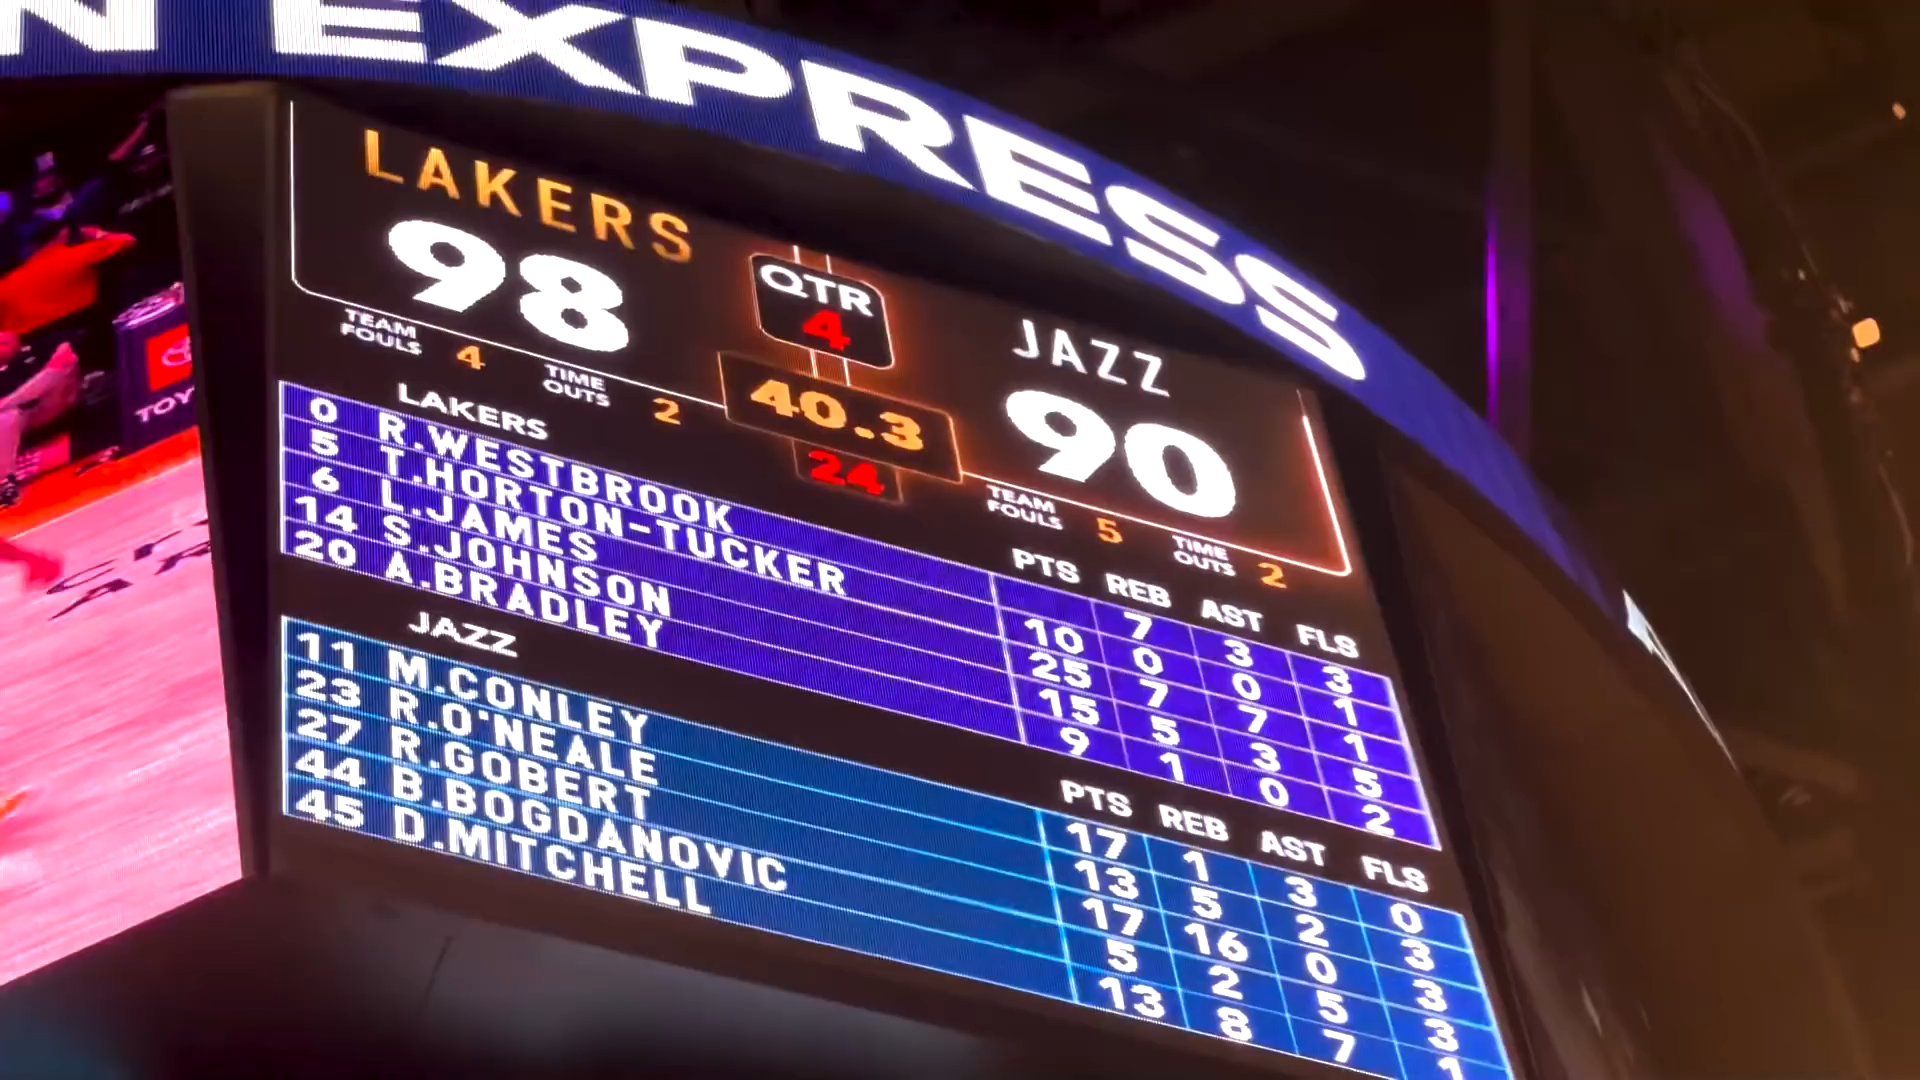 N EXPRESS
LAKERS
98
QTR
4
JAZZ
90
TEAM FOULS 4 TIME OUTS 2
40.3
24
TEAM FOULS 5 TIME OUTS 2
LAKERS PTS REB AST FLS
0 R.WESTBROOK 7 3 3
5 T.HORTON-TUCKER 10 0 0 1
6 L.JAMES 25 7 7 1
14 S.JOHNSON 15 5 3 5
20 A.BRADLEY 9 1 0 2
JAZZ PTS REB AST FLS
11 M.CONLEY 17 1 3 0
23 R.O'NEALE 13 5 2 3
27 R.GOBERT 17 16 0 3
44 B.BOGDANOVIC 5 2 5 3
45 D.MITCHELL 13 8 7 1
TOY